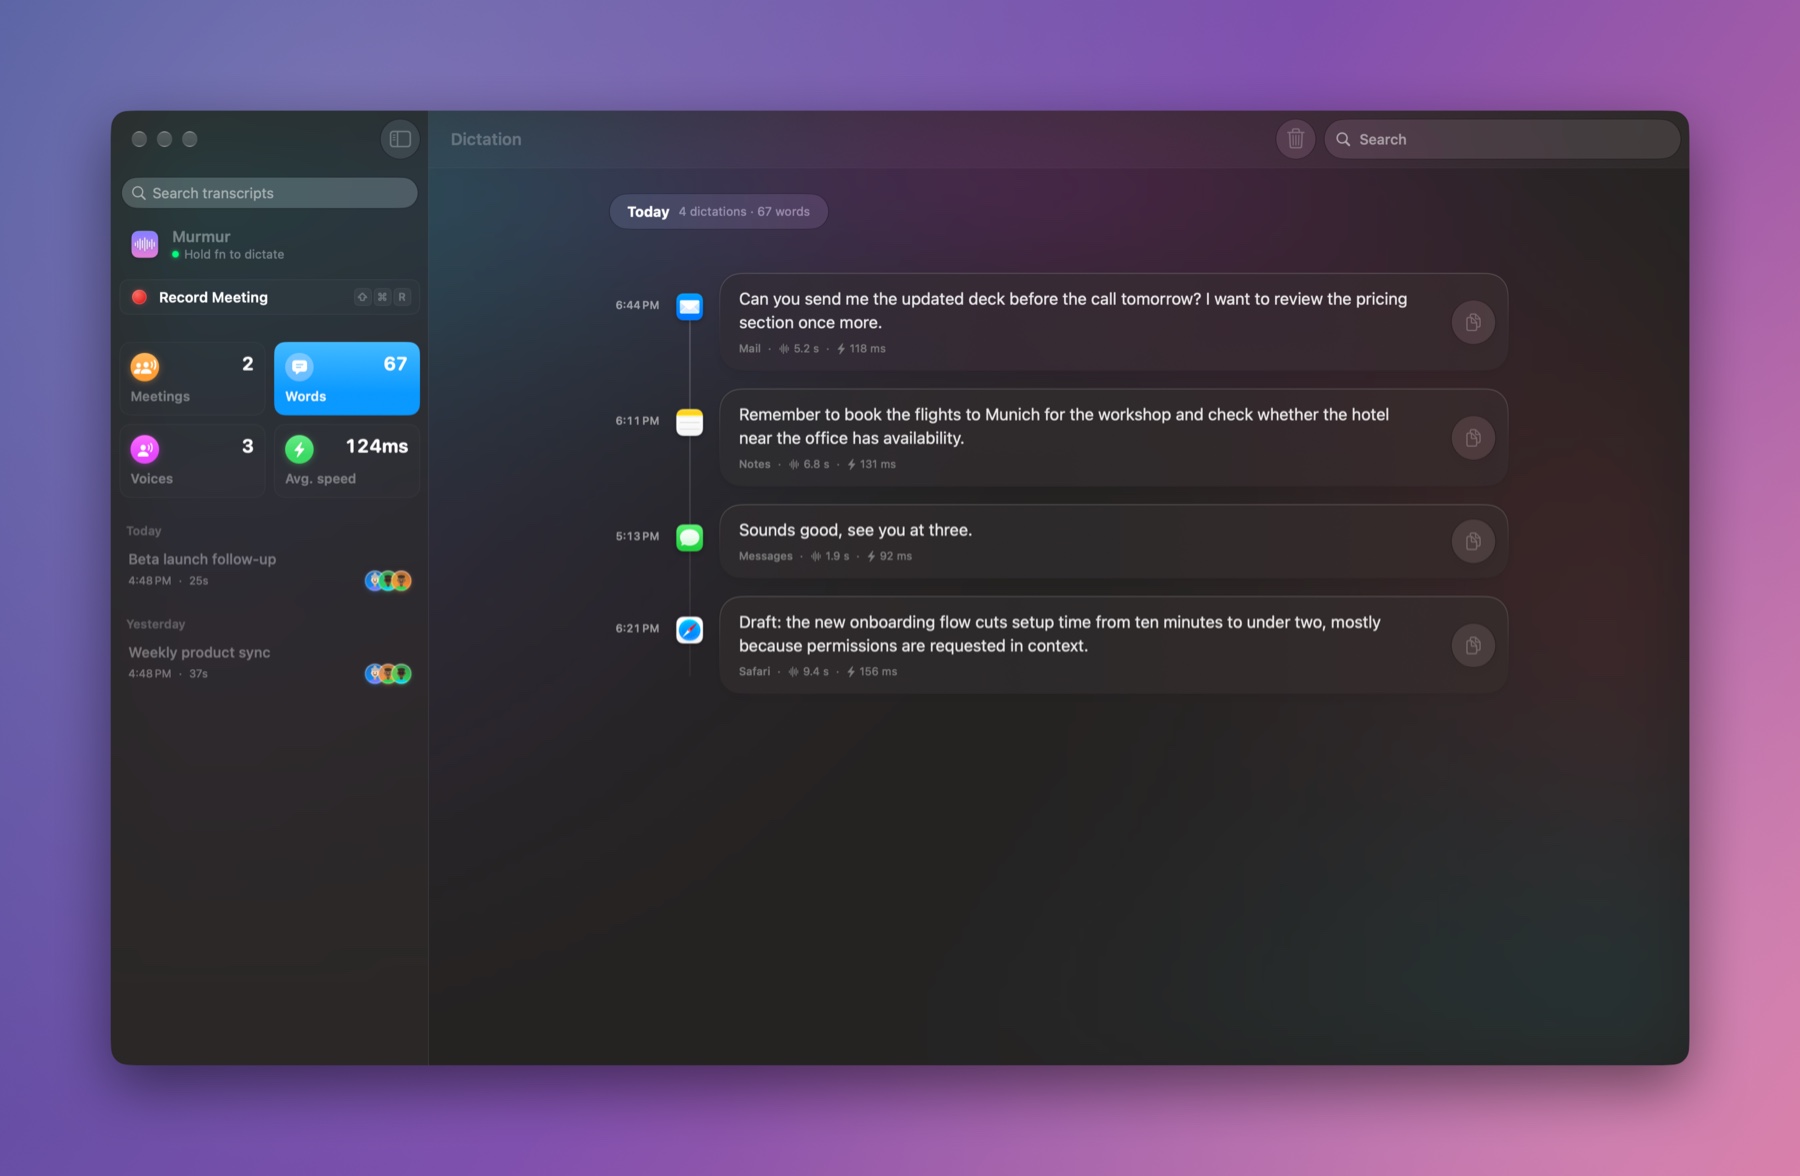 Dictation
Search
Search transcripts
Murmur
Hold fn to dictate
Record Meeting
⇧ ⌘ R
2
Meetings
67
Words
3
Voices
124ms
Avg. speed
Today
Beta launch follow-up
4:48 PM · 25s
Yesterday
Weekly product sync
4:48 PM · 37s
Today 4 dictations · 67 words
6:44 PM
Can you send me the updated deck before the call tomorrow? I want to review the pricing
section once more.
Mail · 5.2 s · 118 ms
6:11 PM
Remember to book the flights to Munich for the workshop and check whether the hotel
near the office has availability.
Notes · 6.8 s · 131 ms
5:13 PM
Sounds good, see you at three.
Messages · 1.9 s · 92 ms
6:21 PM
Draft: the new onboarding flow cuts setup time from ten minutes to under two, mostly
because permissions are requested in context.
Safari · 9.4 s · 156 ms